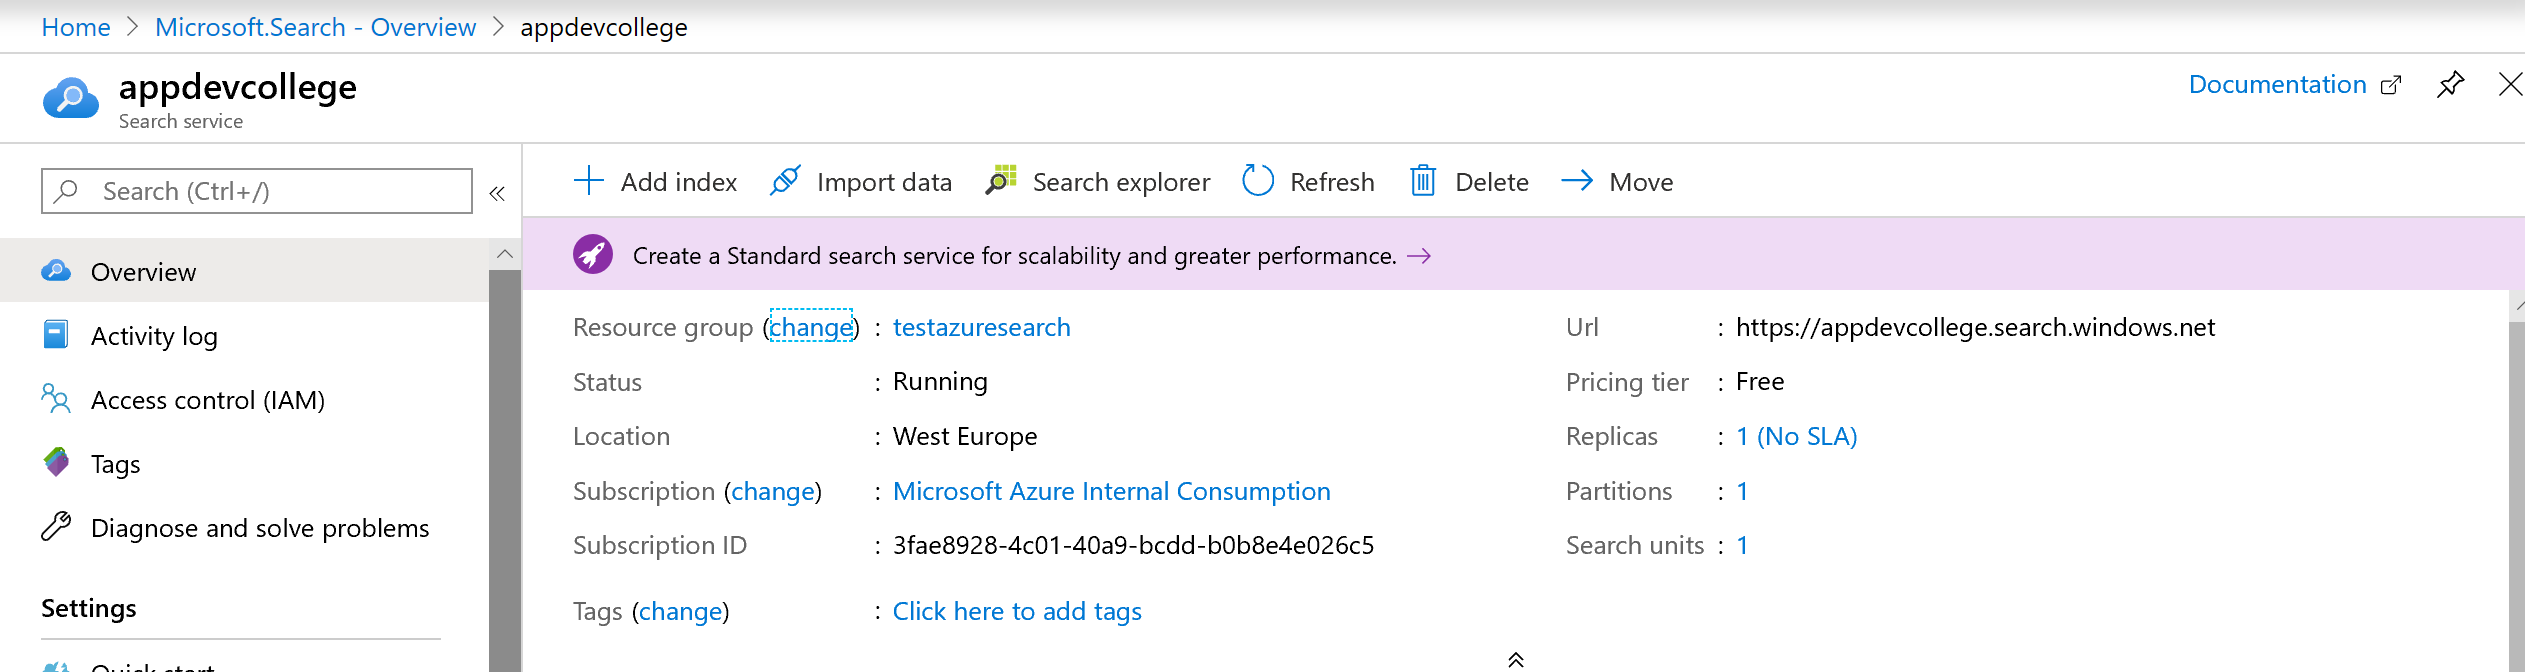 Home > Microsoft.Search - Overview > appdevcollege
appdevcollege
Search service
Documentation
Search (Ctrl+/)
Add index Import data Search explorer Refresh Delete Move
Create a Standard search service for scalability and greater performance.
Overview
Activity log
Access control (IAM)
Tags
Diagnose and solve problems
Settings
Quick start
Resource group (change) : testazuresearch
Status : Running
Location : West Europe
Subscription (change) : Microsoft Azure Internal Consumption
Subscription ID : 3fae8928-4c01-40a9-bcdd-b0b8e4e026c5
Tags (change) : Click here to add tags
Url : https://appdevcollege.search.windows.net
Pricing tier : Free
Replicas : 1 (No SLA)
Partitions : 1
Search units : 1